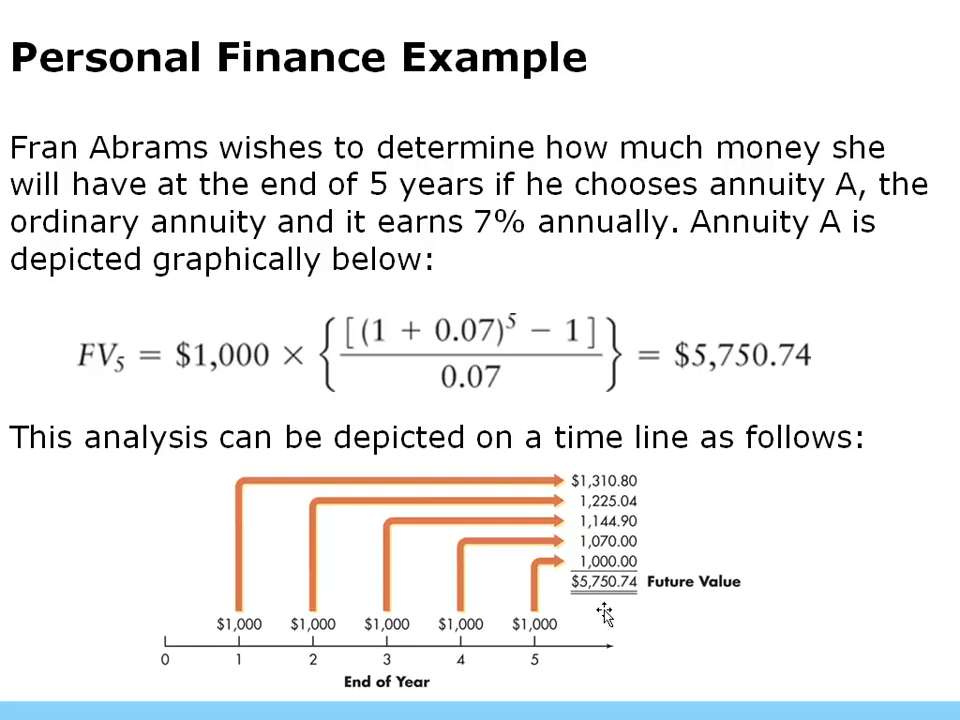 Personal Finance Example
Fran Abrams wishes to determine how much money she
will have at the end of 5 years if he chooses annuity A, the
ordinary annuity and it earns 7% annually. Annuity A is
depicted graphically below:
FV₅ = $1,000 × { [(1 + 0.07)⁵ − 1] / 0.07 } = $5,750.74
This analysis can be depicted on a time line as follows:
$1,310.80
1,225.04
1,144.90
1,070.00
1,000.00
$5,750.74 Future Value
$1,000 $1,000 $1,000 $1,000 $1,000
0 1 2 3 4 5
End of Year